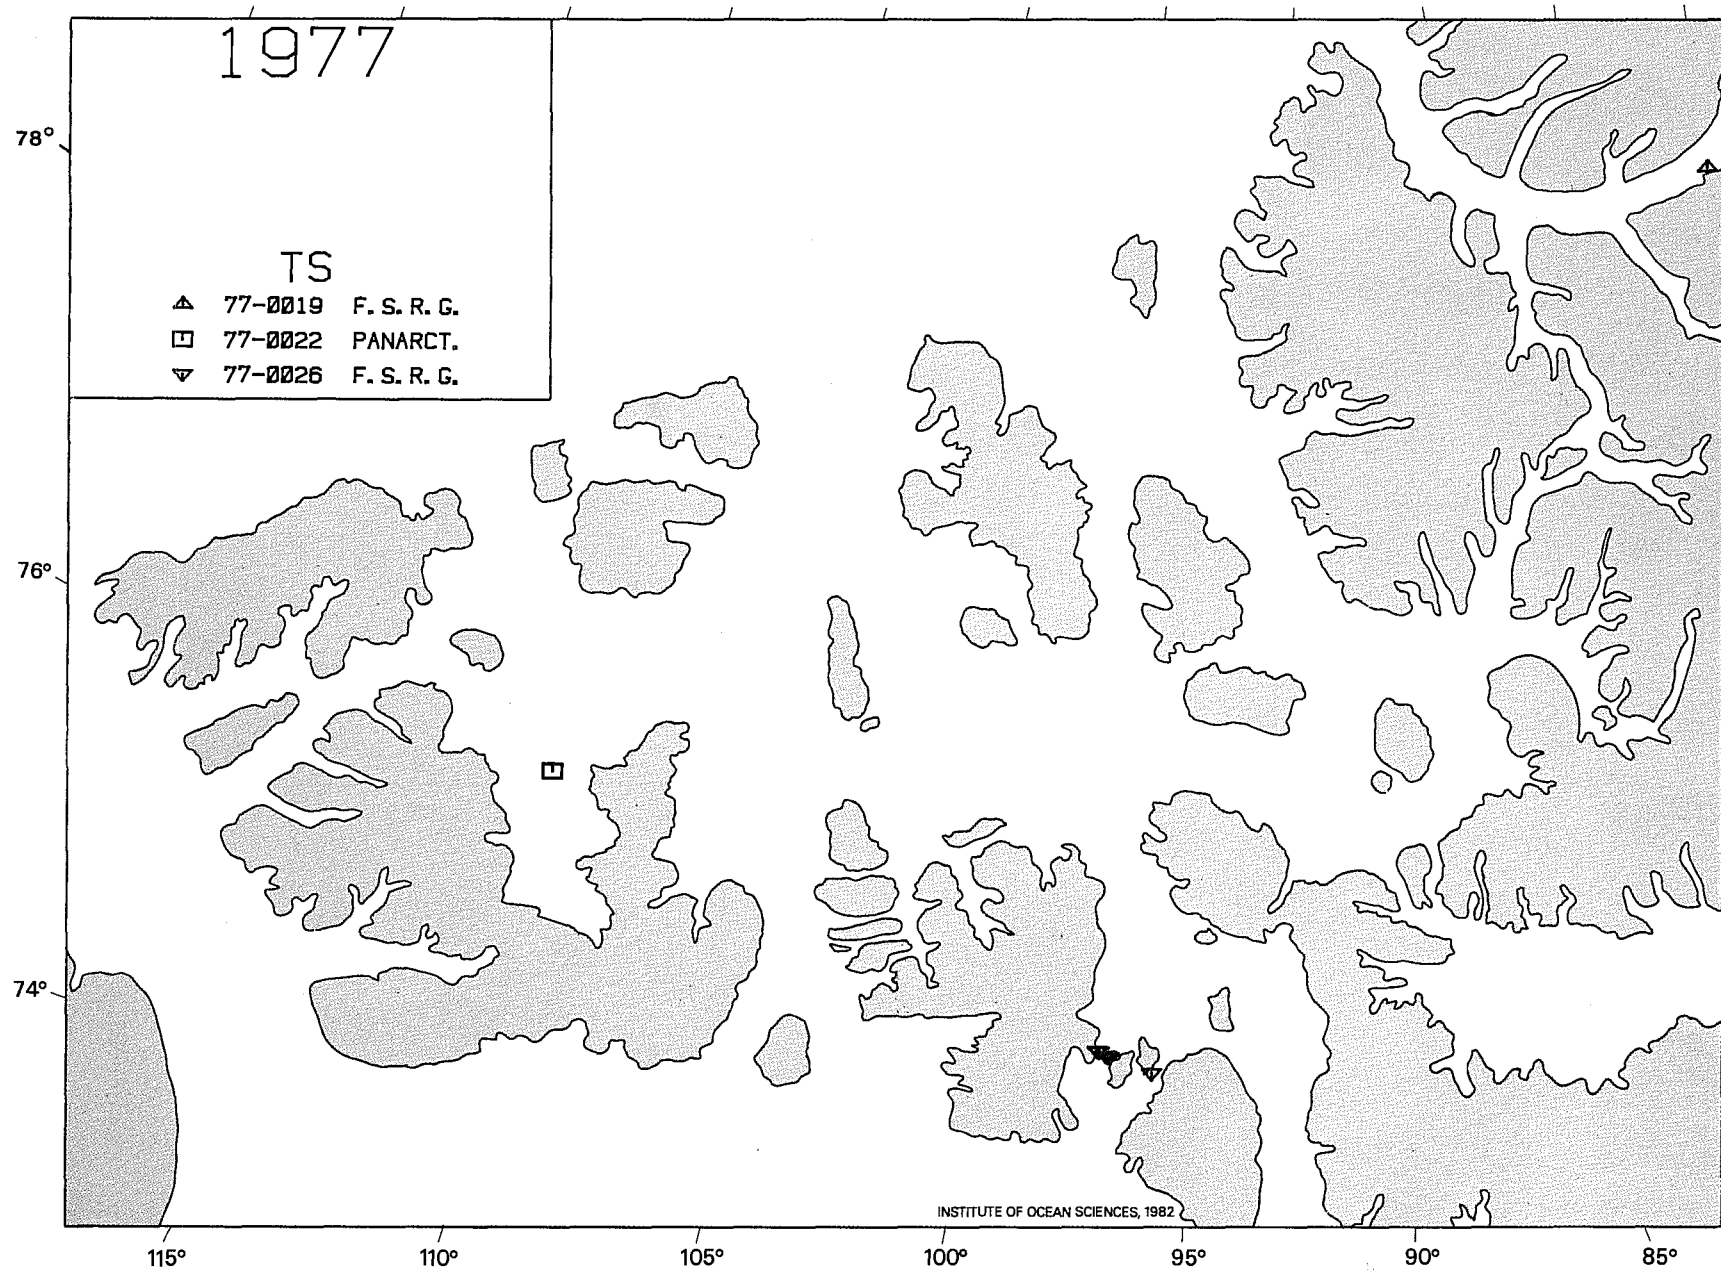 1977
TS
77-0019 F. S. R. G.
77-0022 PANARCT.
77-0026 F. S. R. G.
78°
76°
74°
INSTITUTE OF OCEAN SCIENCES, 1982
115° 110° 105° 100° 95° 90° 85°